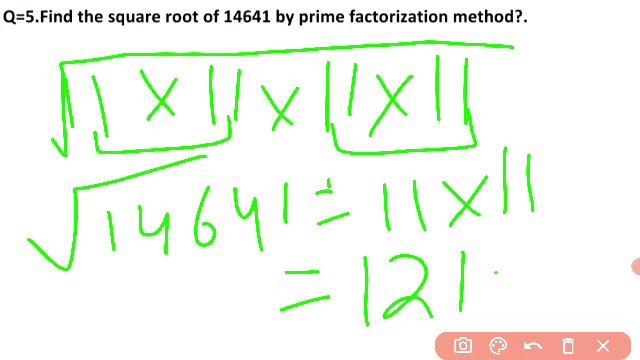 Q=5.Find the square root of 14641 by prime factorization method?.
√11 × 11 × 11 × 11
√14641 = 11 × 11
= 121